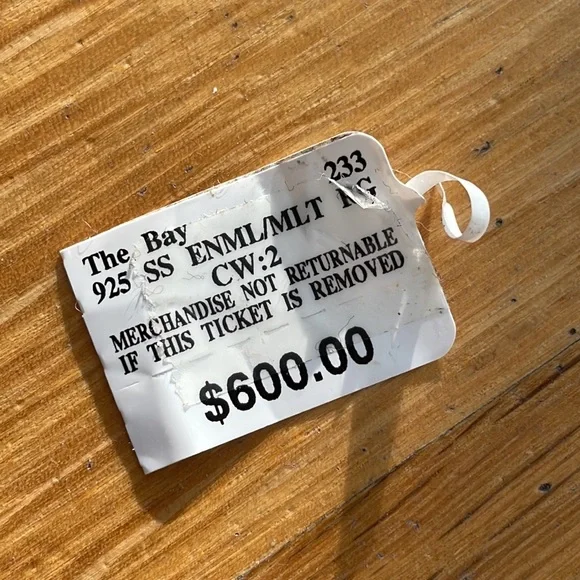 233
The Bay
925 SS ENML/MLT RG
CW:2
MERCHANDISE NOT RETURNABLE
IF THIS TICKET IS REMOVED
$600.00